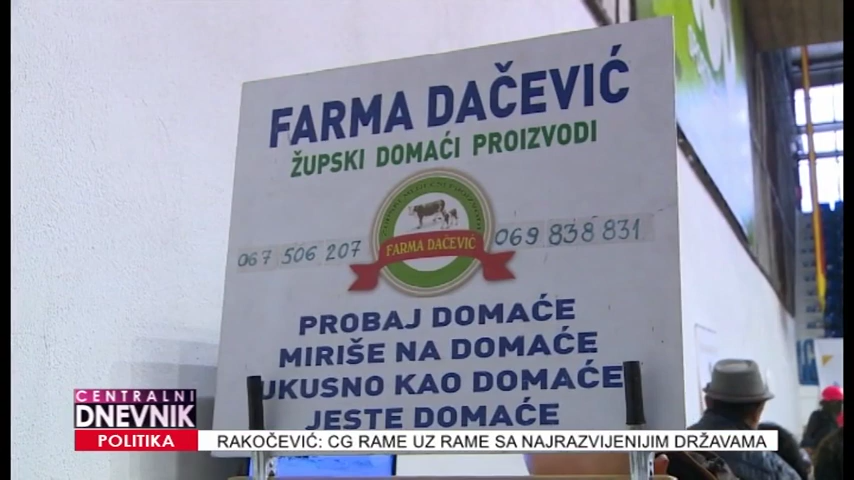 FARMA DAČEVIĆ
ŽUPSKI DOMAĆI PROIZVODI
FARMA DAČEVIĆ
067 506 207
069 838 831
PROBAJ DOMAĆE
MIRIŠE NA DOMAĆE
UKUSNO KAO DOMAĆE
JESTE DOMAĆE
CENTRALNI
DNEVNIK
POLITIKA
RAKOČEVIĆ: CG RAME UZ RAME SA NAJRAZVIJENIJIM DRŽAVAMA